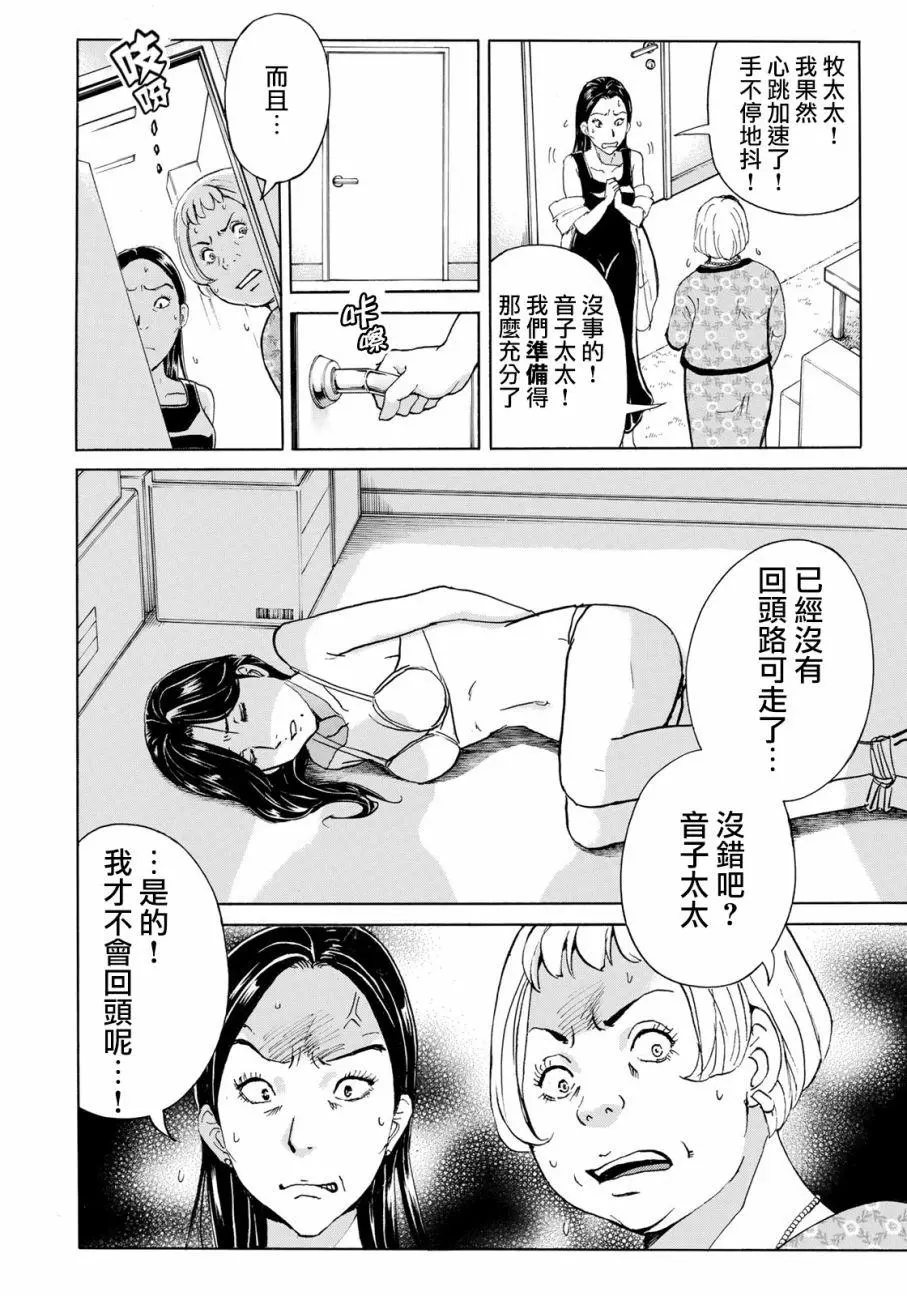 牧太太！
我果然
心跳加速了！
手不停地抖！
沒事的！
音子太太！
我們準備得
那麼充分了
而且…
咔
嚓
吱
呀
…
…
已經沒有
回頭路可走了…
沒錯吧？
音子太太
…是的！
我才不會回頭呢…！